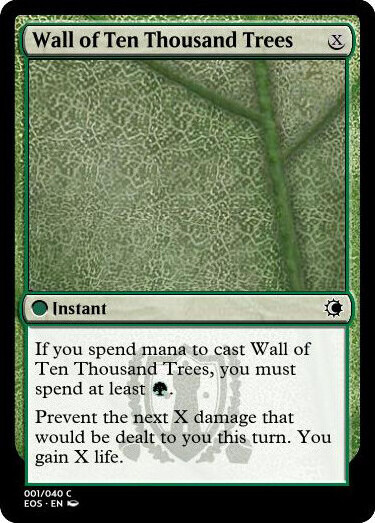 Wall of Ten Thousand Trees X
Instant
If you spend mana to cast Wall of
Ten Thousand Trees, you must
spend at least .
Prevent the next X damage that
would be dealt to you this turn. You
gain X life.
001/040 C
EOS · EN